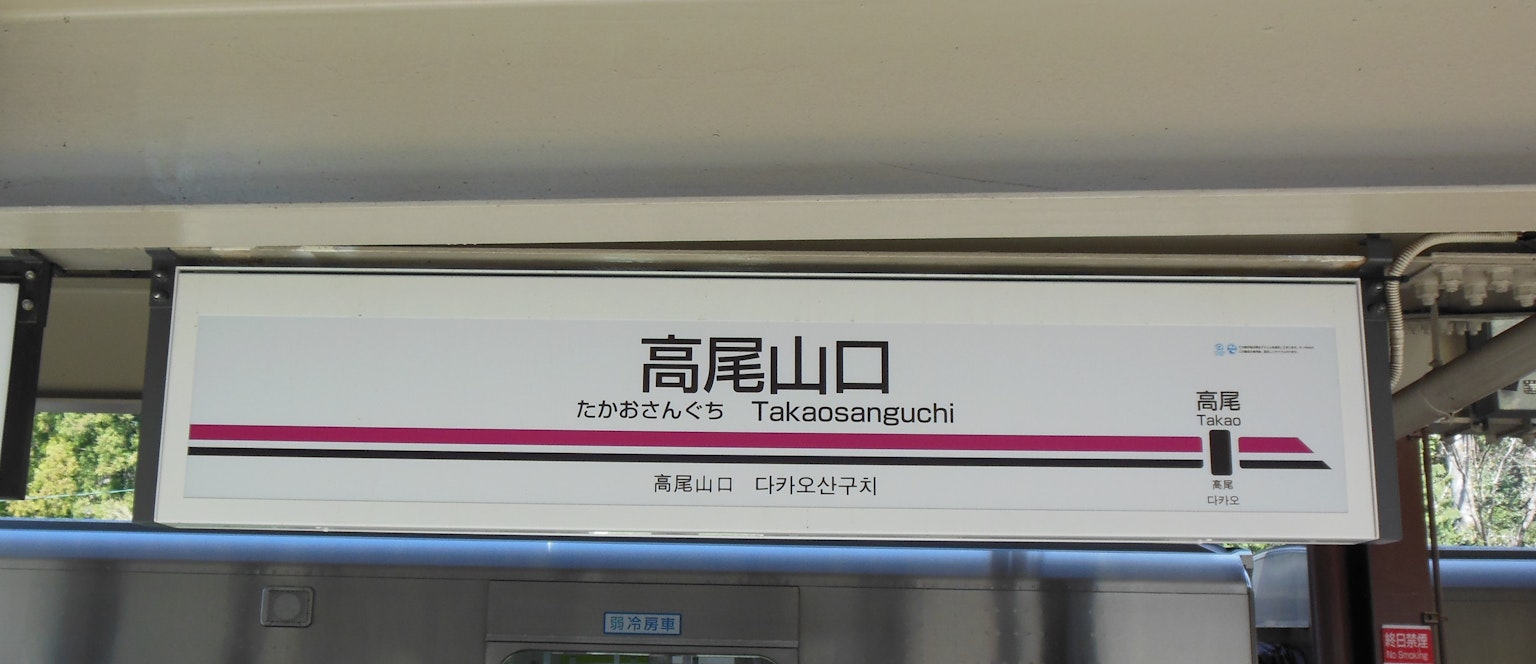 高尾山口
たかおさんぐち Takaosanguchi
高尾山口 다카오산구치
高尾
Takao
高尾
다카오
弱冷房車
終日禁煙
No Smoking